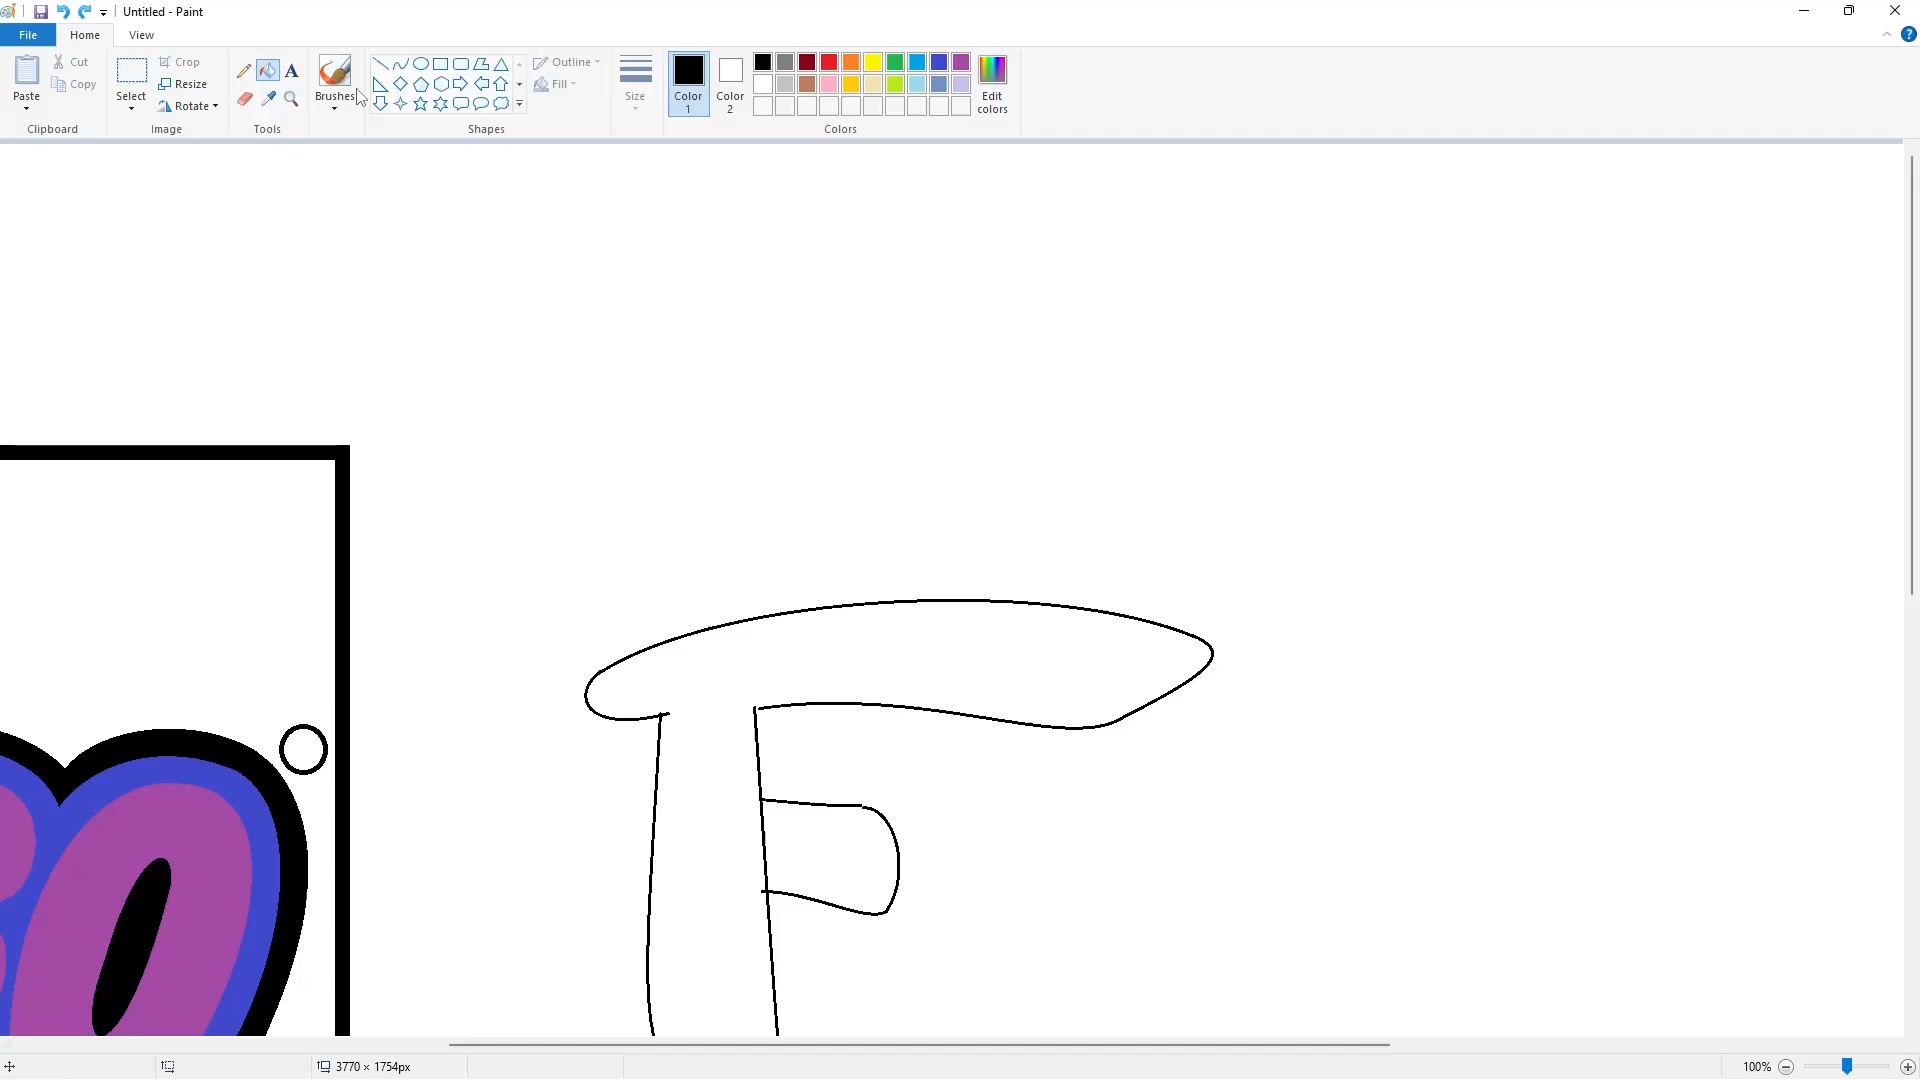 Untitled - Paint
File Home View
Paste
Cut
Copy
Clipboard
Select
Crop
Resize
Rotate
Image
A
Tools
Brushes
Shapes
Outline
Fill
Size
Color 1
Color 2
Edit colors
Colors
?
F
3770 × 1754px
100%